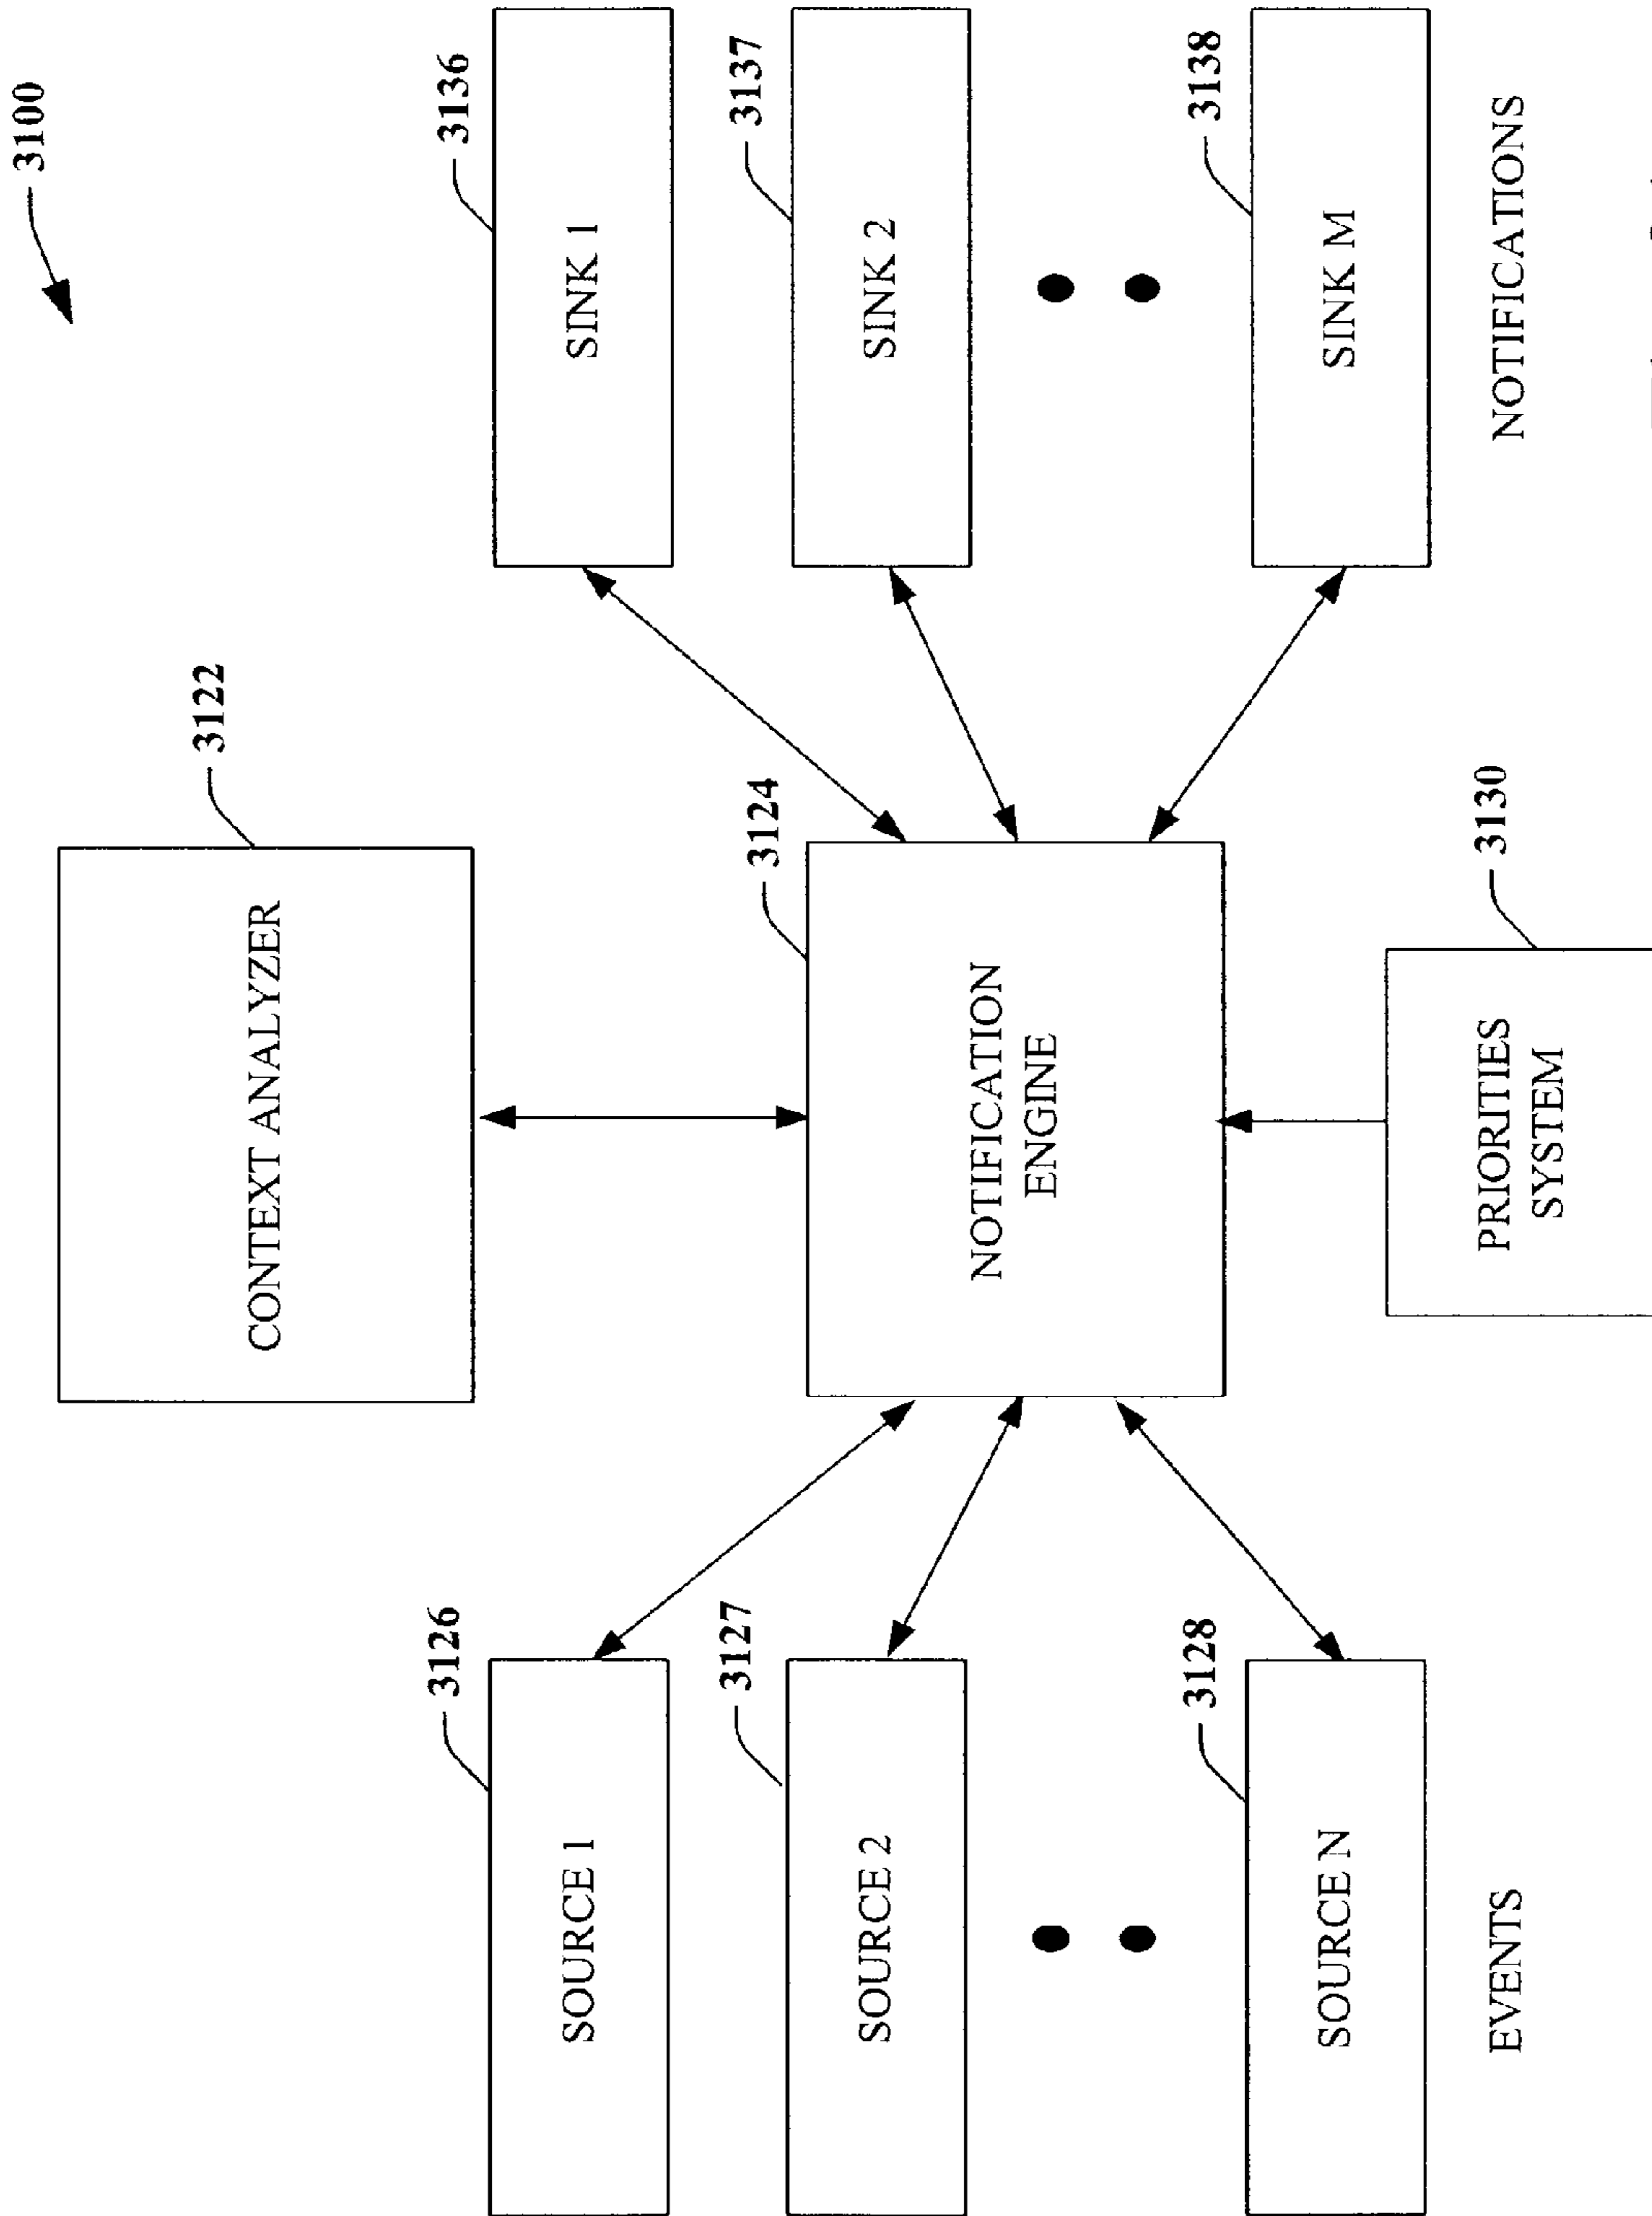 3100
CONTEXT ANALYZER
3122
3126
SOURCE 1
3127
SOURCE 2
3128
SOURCE N
EVENTS
3124
NOTIFICATION
ENGINE
3130
PRIORITIES
SYSTEM
3136
SINK 1
3137
SINK 2
3138
SINK M
NOTIFICATIONS